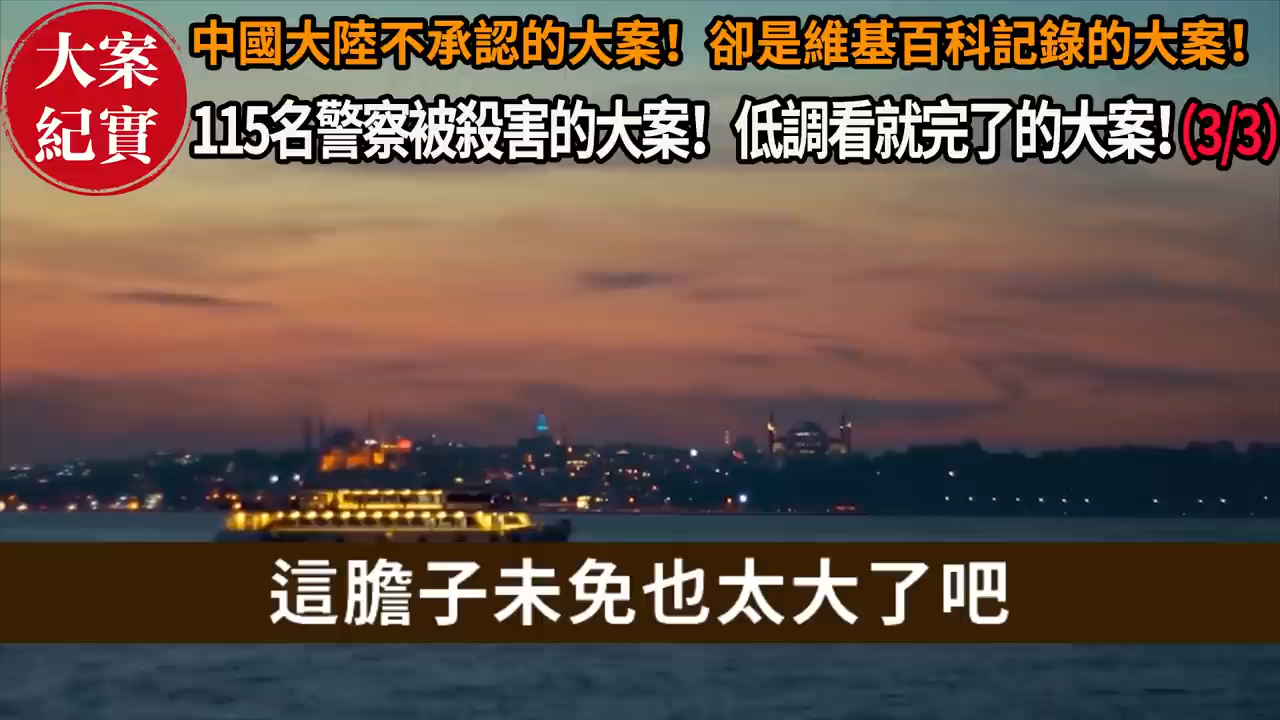 大案
紀實
中國大陸不承認的大案！卻是維基百科記錄的大案！
115名警察被殺害的大案！低調看就完了的大案！(3/3)
這膽子未免也太大了吧